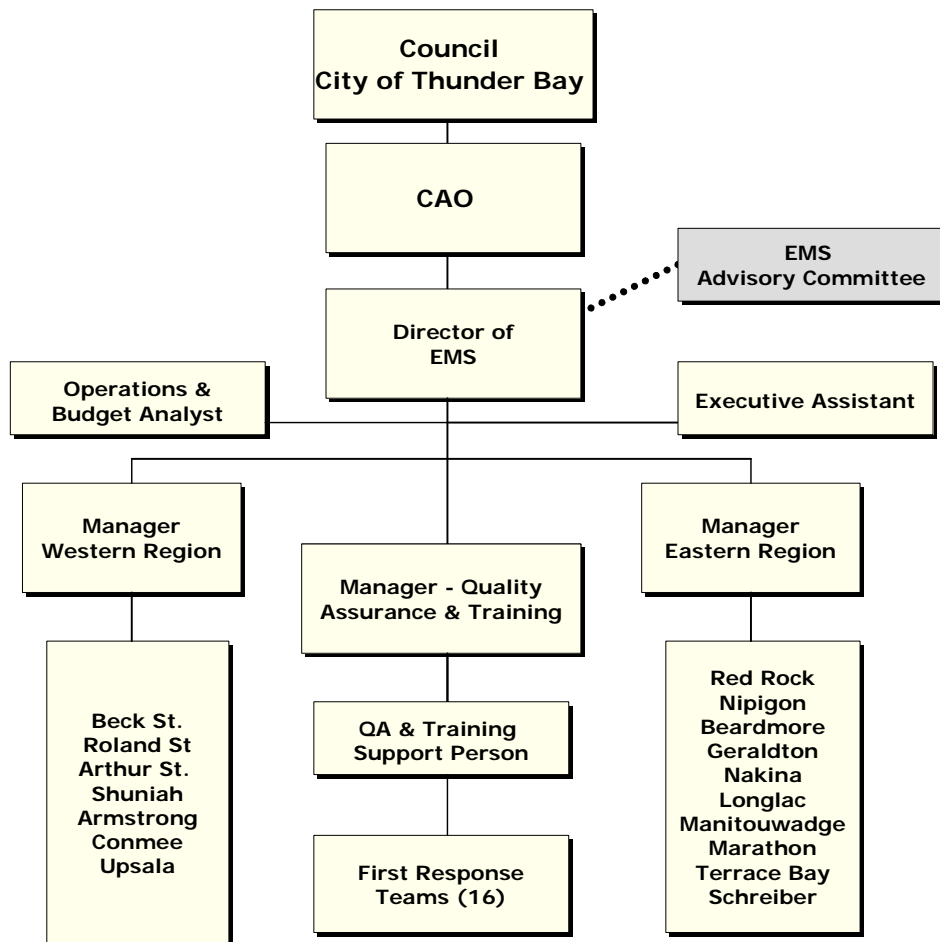 Council
City of Thunder Bay
CAO
EMS
Advisory Committee
Director of
EMS
Operations &
Budget Analyst
Executive Assistant
Manager
Western Region
Manager - Quality
Assurance & Training
Manager
Eastern Region
Beck St.
Roland St
Arthur St.
Shuniah
Armstrong
Conmee
Upsala
QA & Training
Support Person
First Response
Teams (16)
Red Rock
Nipigon
Beardmore
Geraldton
Nakina
Longlac
Manitouwadge
Marathon
Terrace Bay
Schreiber